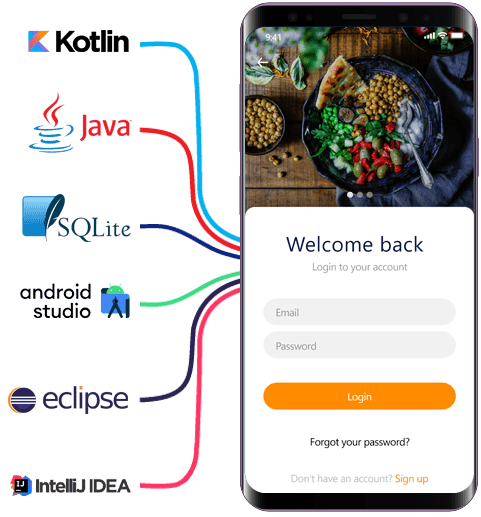 Kotlin
Java
SQLite
android
studio
eclipse
IJ
IntelliJ IDEA
9:41
Welcome back
Login to your account
Email
Password
Login
Forgot your password?
Don't have an account? Sign up